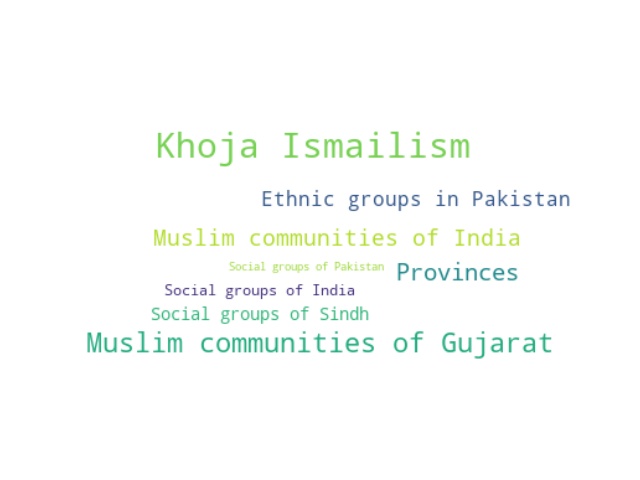 Khoja Ismailism
Ethnic groups in Pakistan
Muslim communities of India
Social groups of Pakistan
Provinces
Social groups of India
Social groups of Sindh
Muslim communities of Gujarat